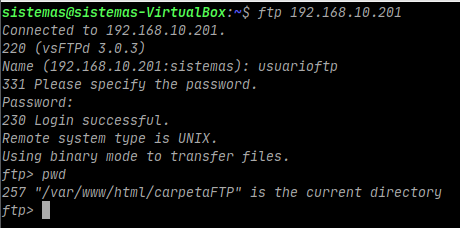 sistemas@sistemas-VirtualBox:~$ ftp 192.168.10.201
Connected to 192.168.10.201.
220 (vsFTPd 3.0.3)
Name (192.168.10.201:sistemas): usuarioftp
331 Please specify the password.
Password:
230 Login successful.
Remote system type is UNIX.
Using binary mode to transfer files.
ftp> pwd
257 "/var/www/html/carpetaFTP" is the current directory
ftp>